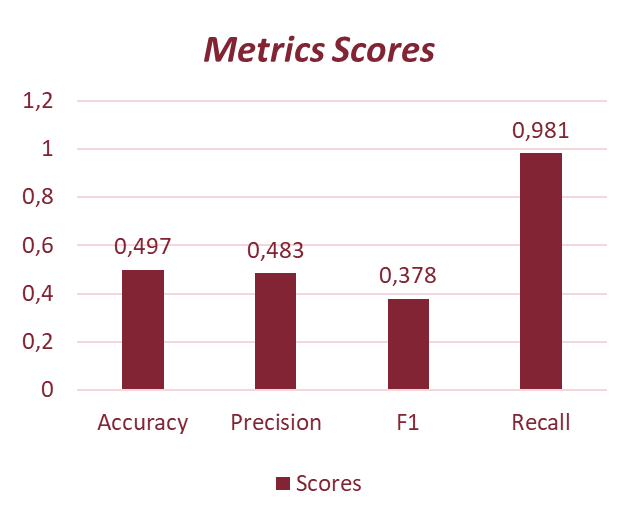 Metrics Scores
1,2
1
0,8
0,6
0,4
0,2
0
0,497
0,483
0,378
0,981
Accuracy
Precision
F1
Recall
Scores